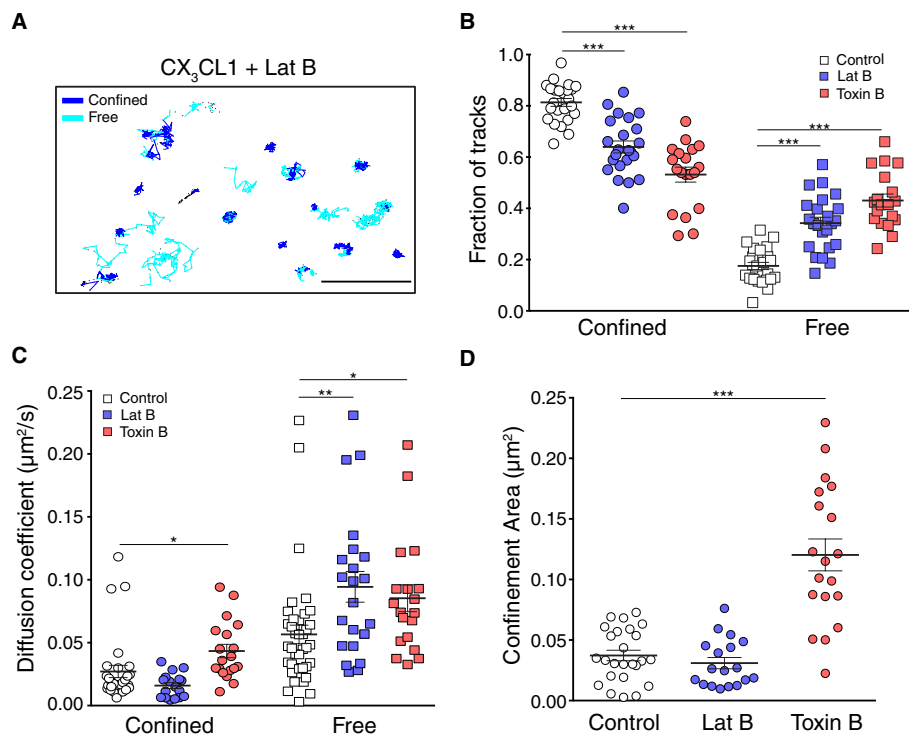 A
CX₃CL1 + Lat B
Confined
Free
B
***
***
Control
Lat B
Toxin B
***
***
Fraction of tracks
1.0
0.8
0.6
0.4
0.2
0.0
Confined Free
C
Control
Lat B
Toxin B
*
**
*
Diffusion coefficient (μm²/s)
0.25
0.20
0.15
0.10
0.05
0.00
Confined Free
D
***
Confinement Area (μm²)
0.25
0.20
0.15
0.10
0.05
0.00
Control Lat B Toxin B